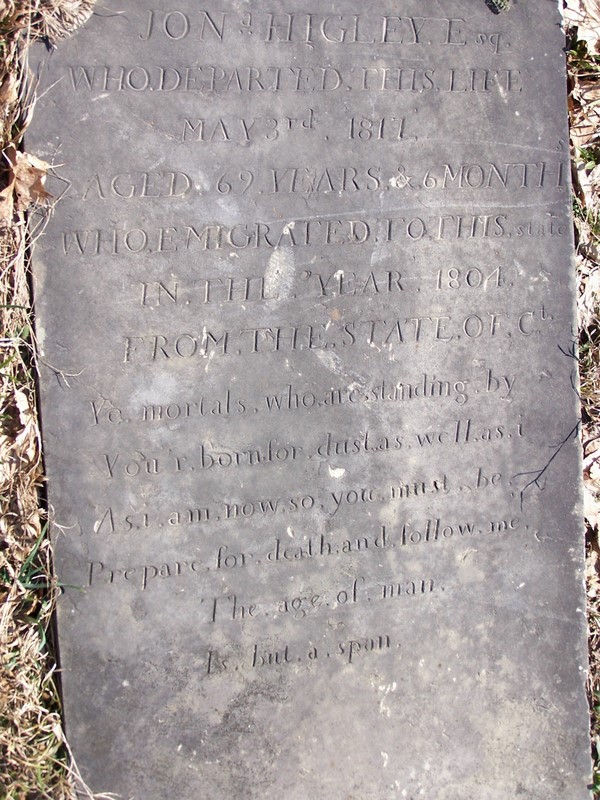 JON.a HIGLEY. Esq.
WHO. DEPARTED. THIS. LIFE
MAY 3rd. 1817.
AGED. 69. YEARS. & 6 MONTH
WHO. EMIGRATED. TO. THIS. state
IN. THE. YEAR. 1804.
FROM. THE. STATE. OF. Ct.
Ye. mortals. who. are. standing. by
You'r. born. for. dust. as. well. as. i
As. i. am. now. so. you. must. be.
Prepare. for. death. and. follow. me.
The. age. of. man.
Is. but. a. span.